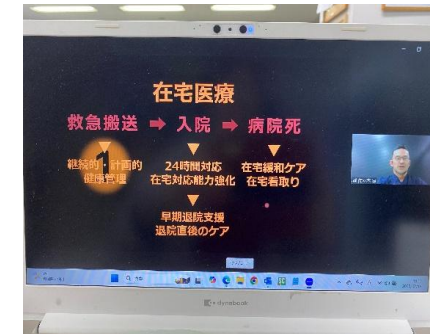 在宅医療
救急搬送 ➡ 入院 ➡ 病院死
1
継続的・計画的
健康管理
24時間対応
在宅対応能力強化
在宅緩和ケア
在宅看取り
早期退院支援
退院直後のケア
dynabook